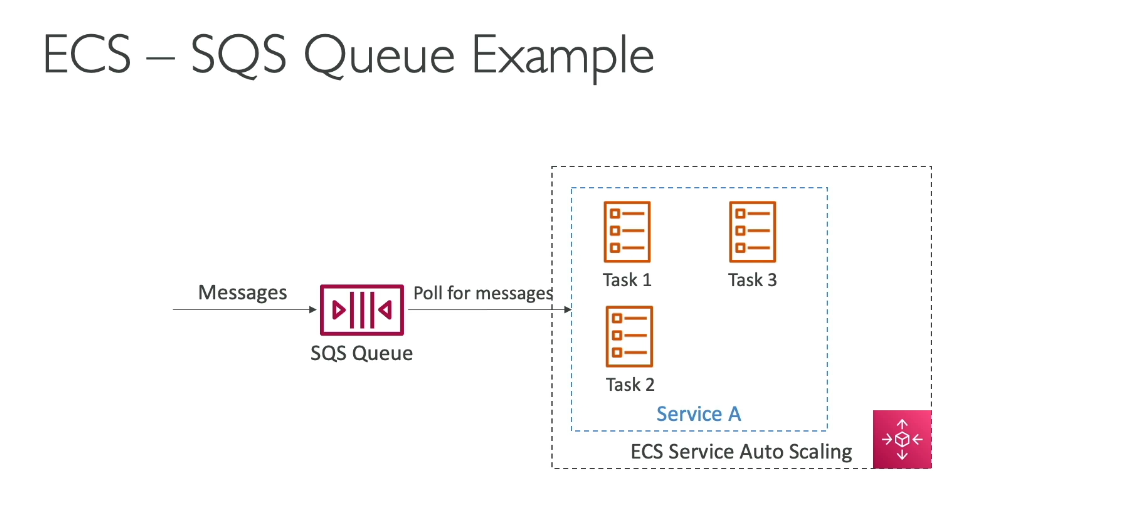 ECS – SQS Queue Example
Messages
Poll for messages
SQS Queue
Task 1
Task 3
Task 2
Service A
ECS Service Auto Scaling